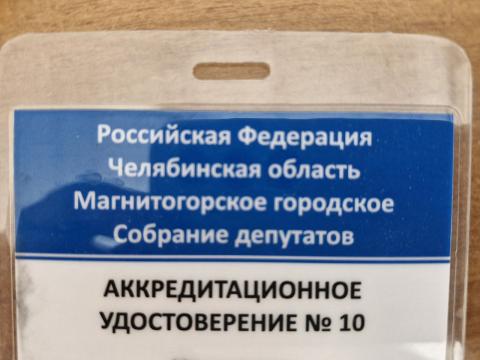 Российская Федерация
Челябинская область
Магнитогорское городское
Собрание депутатов
АККРЕДИТАЦИОННОЕ
УДОСТОВЕРЕНИЕ № 10